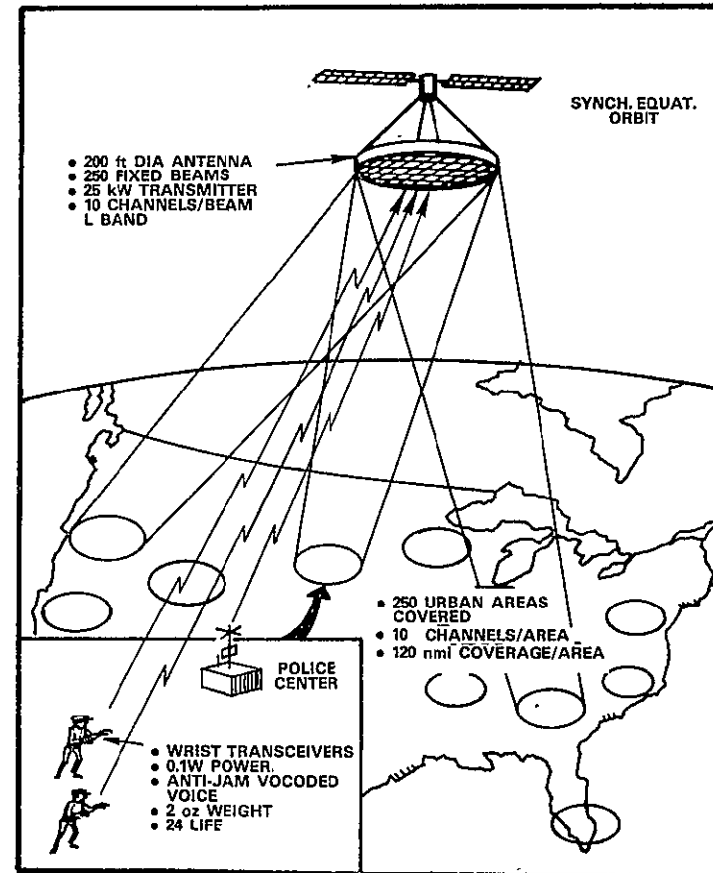 SYNCH. EQUAT.
ORBIT
• 200 ft DIA ANTENNA
• 250 FIXED BEAMS
• 25 kW TRANSMITTER
• 10 CHANNELS/BEAM
L BAND
• 250 URBAN AREAS
COVERED
• 10 CHANNELS/AREA
• 120 nmi COVERAGE/AREA
POLICE
CENTER
• WRIST TRANSCEIVERS
• 0.1W POWER.
• ANTI-JAM VOCODED
VOICE
• 2 oz WEIGHT
• 24 LIFE